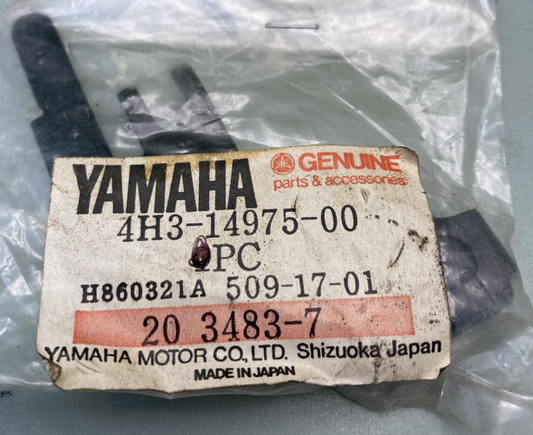 YAMAHA GENUINE
parts & accessories
4H3-14975-00
PC
H860321A 509-17-01
20 3483-7
YAMAHA MOTOR CO., LTD. Shizuoka Japan
MADE IN JAPAN